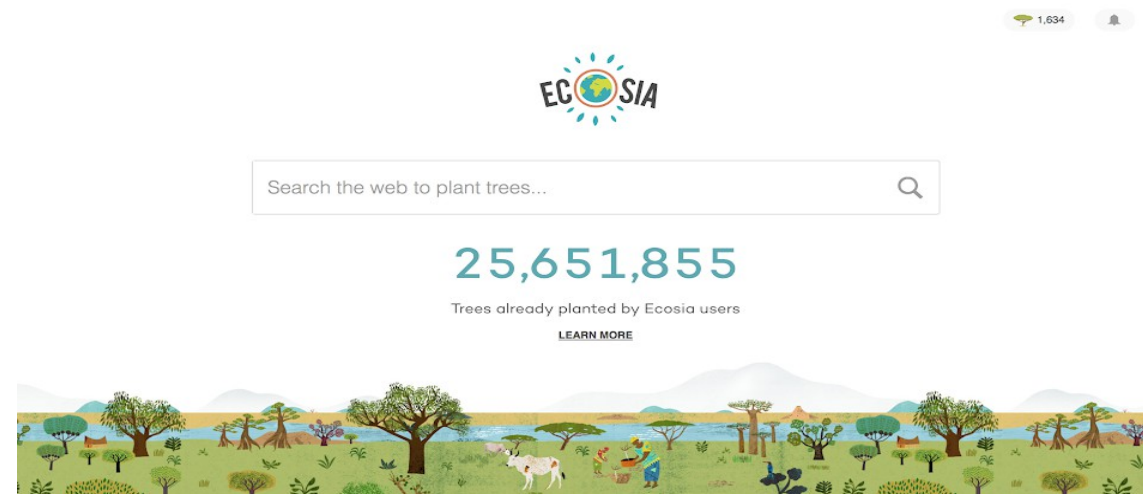 1,634
ECOSIA
Search the web to plant trees...
25,651,855
Trees already planted by Ecosia users
LEARN MORE